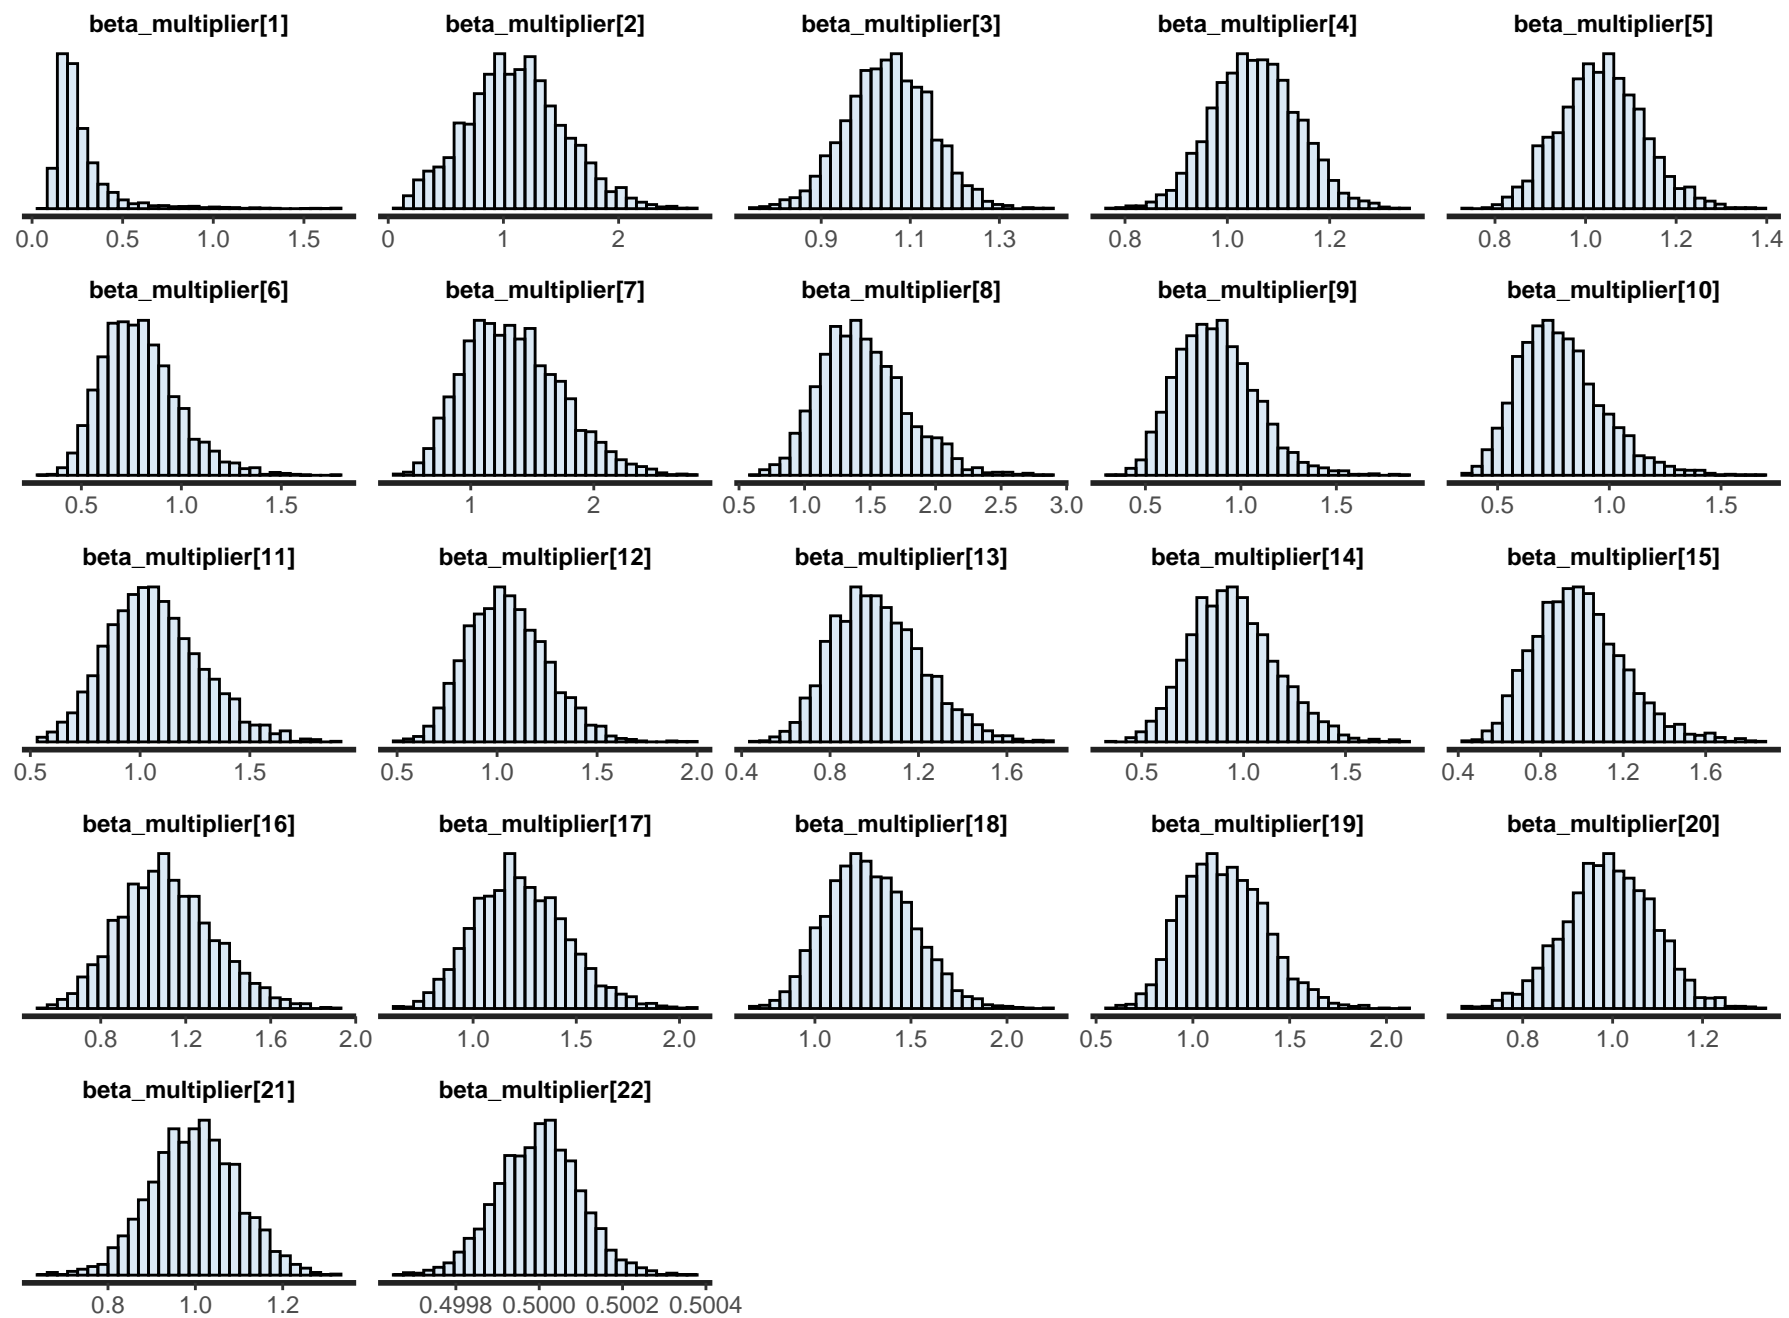 beta_multiplier[1] beta_multiplier[2] beta_multiplier[3] beta_multiplier[4] beta_multiplier[5]
0.0 0.5 1.0 1.5 0 1 2 0.9 1.1 1.3 0.8 1.0 1.2 0.8 1.0 1.2 1.4
beta_multiplier[6] beta_multiplier[7] beta_multiplier[8] beta_multiplier[9] beta_multiplier[10]
0.5 1.0 1.5 1 2 0.5 1.0 1.5 2.0 2.5 3.0 0.5 1.0 1.5 0.5 1.0 1.5
beta_multiplier[11] beta_multiplier[12] beta_multiplier[13] beta_multiplier[14] beta_multiplier[15]
0.5 1.0 1.5 0.5 1.0 1.5 2.0 0.4 0.8 1.2 1.6 0.5 1.0 1.5 0.4 0.8 1.2 1.6
beta_multiplier[16] beta_multiplier[17] beta_multiplier[18] beta_multiplier[19] beta_multiplier[20]
0.8 1.2 1.6 2.0 1.0 1.5 2.0 1.0 1.5 2.0 0.5 1.0 1.5 2.0 0.8 1.0 1.2
beta_multiplier[21] beta_multiplier[22]
0.8 1.0 1.2 0.4998 0.5000 0.5002 0.5004